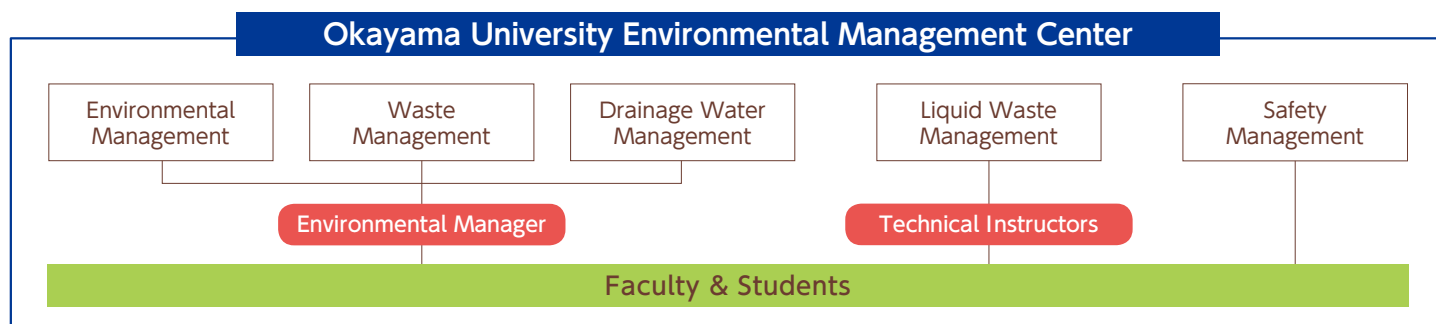 Okayama University Environmental Management Center
Environmental
Management
Waste
Management
Drainage Water
Management
Liquid Waste
Management
Safety
Management
Environmental Manager
Technical Instructors
Faculty & Students